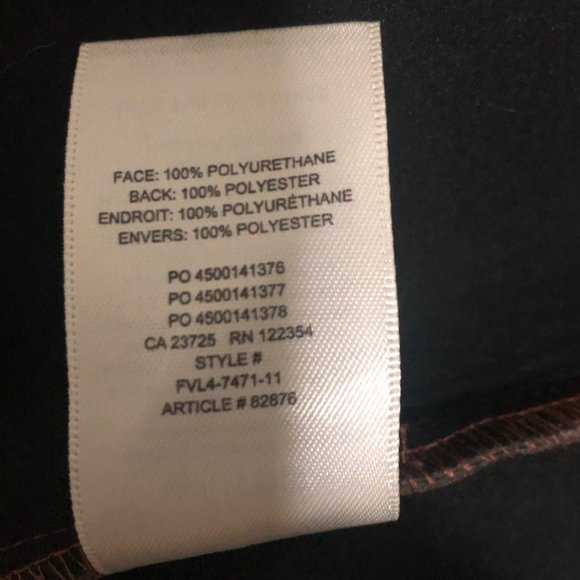 FACE: 100% POLYURETHANE
BACK: 100% POLYESTER
ENDROIT: 100% POLYURÉTHANE
ENVERS: 100% POLYESTER
PO 4500141376
PO 4500141377
PO 4500141378
CA 23725 RN 122354
STYLE #
FVL4-7471-11
ARTICLE # 82876